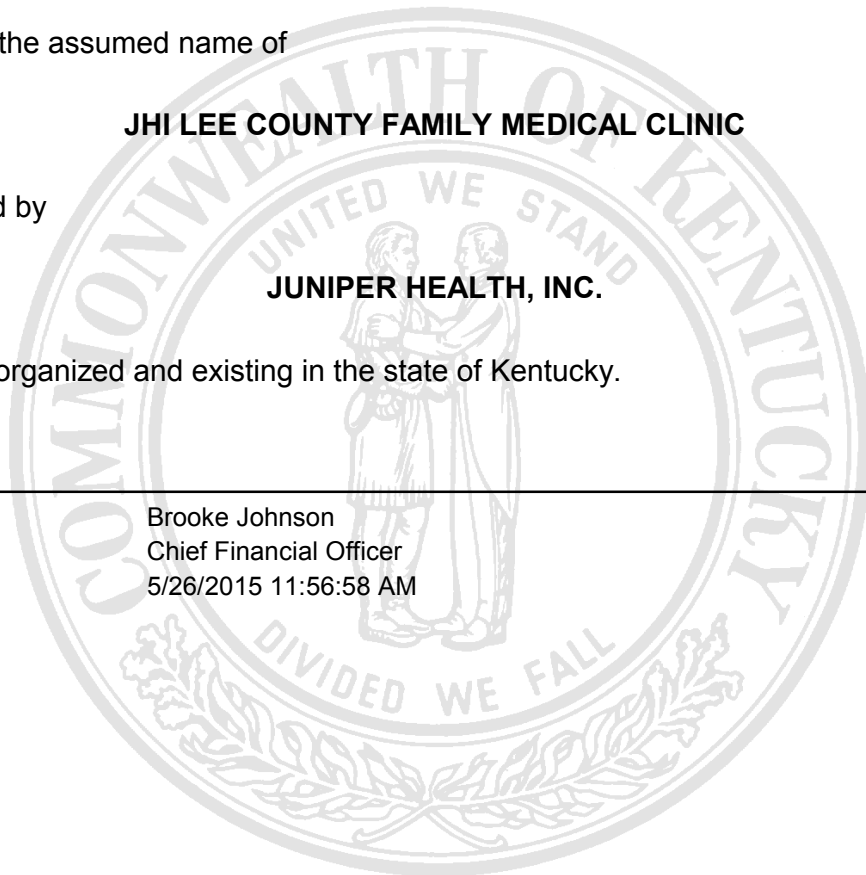 the assumed name of
JHI LEE COUNTY FAMILY MEDICAL CLINIC
d by
JUNIPER HEALTH, INC.
organized and existing in the state of Kentucky.
Brooke Johnson
Chief Financial Officer
5/26/2015 11:56:58 AM
COMMONWEALTH OF KENTUCKY
UNITED WE STAND
DIVIDED WE FALL